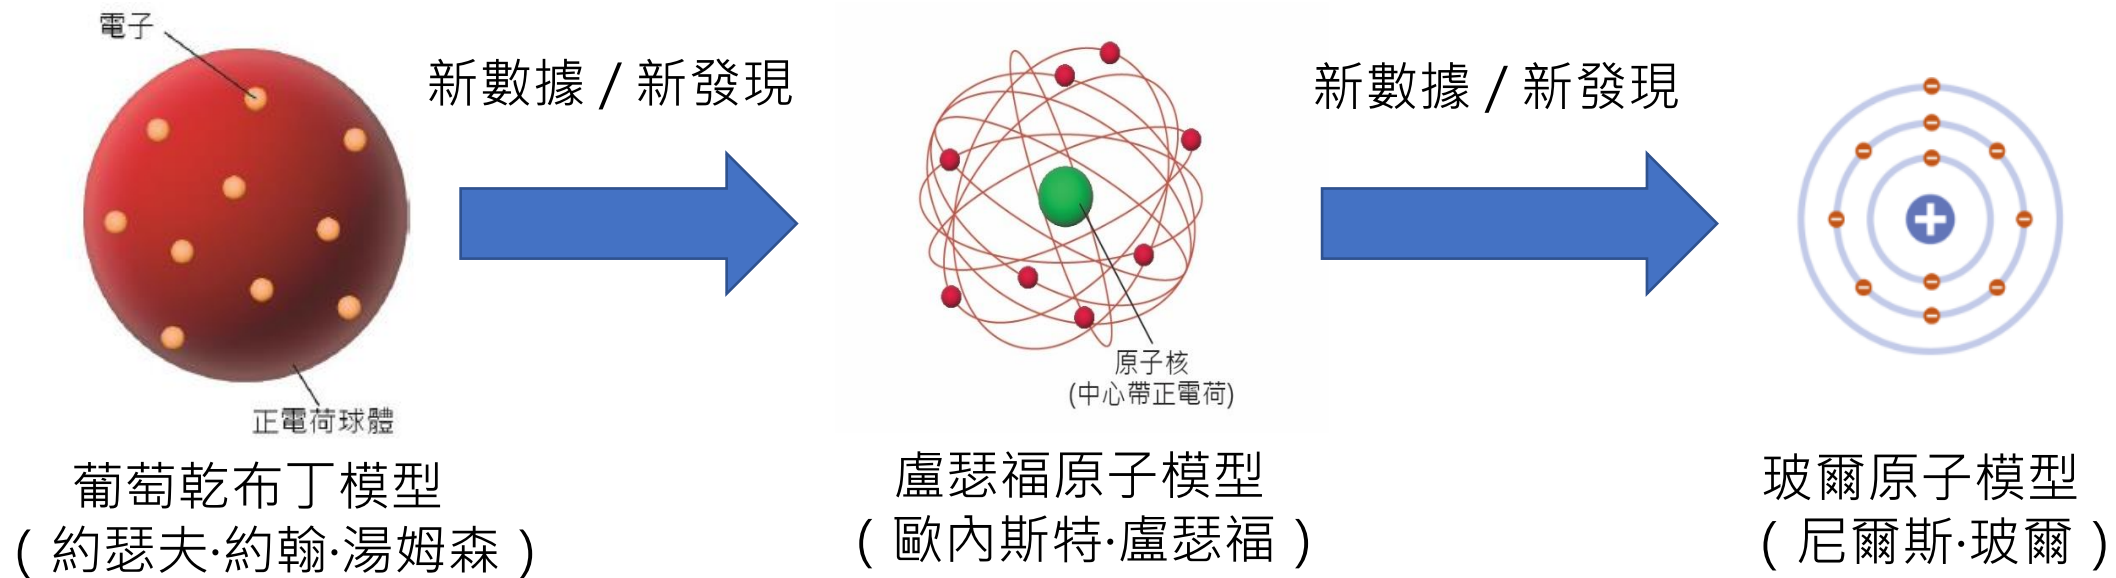 電子
正電荷球體
葡萄乾布丁模型
( 約瑟夫·約翰·湯姆森 )
新數據 / 新發現
原子核
(中心帶正電荷)
盧瑟福原子模型
( 歐內斯特·盧瑟福 )
新數據 / 新發現
玻爾原子模型
( 尼爾斯·玻爾 )